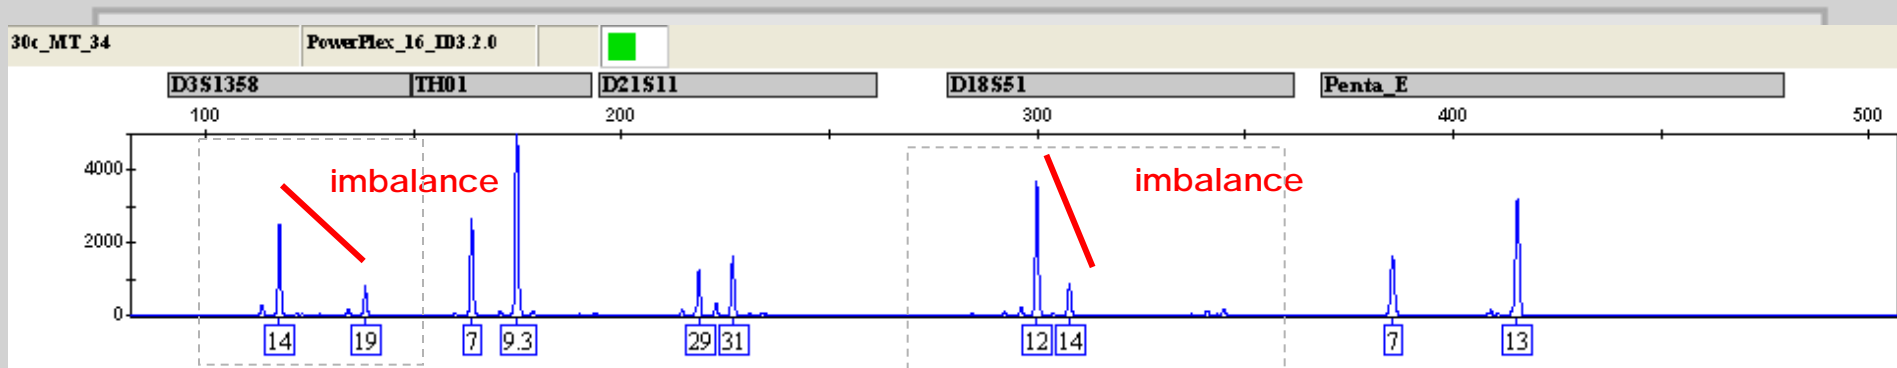 30c_MT_34 PowerPlex_16_ID3.2.0
D3S1358 TH01 D21S11 D18S51 Penta_E
100 200 300 400 500
4000
imbalance imbalance
2000
0
14 19 7 9.3 29 31 12 14 7 13